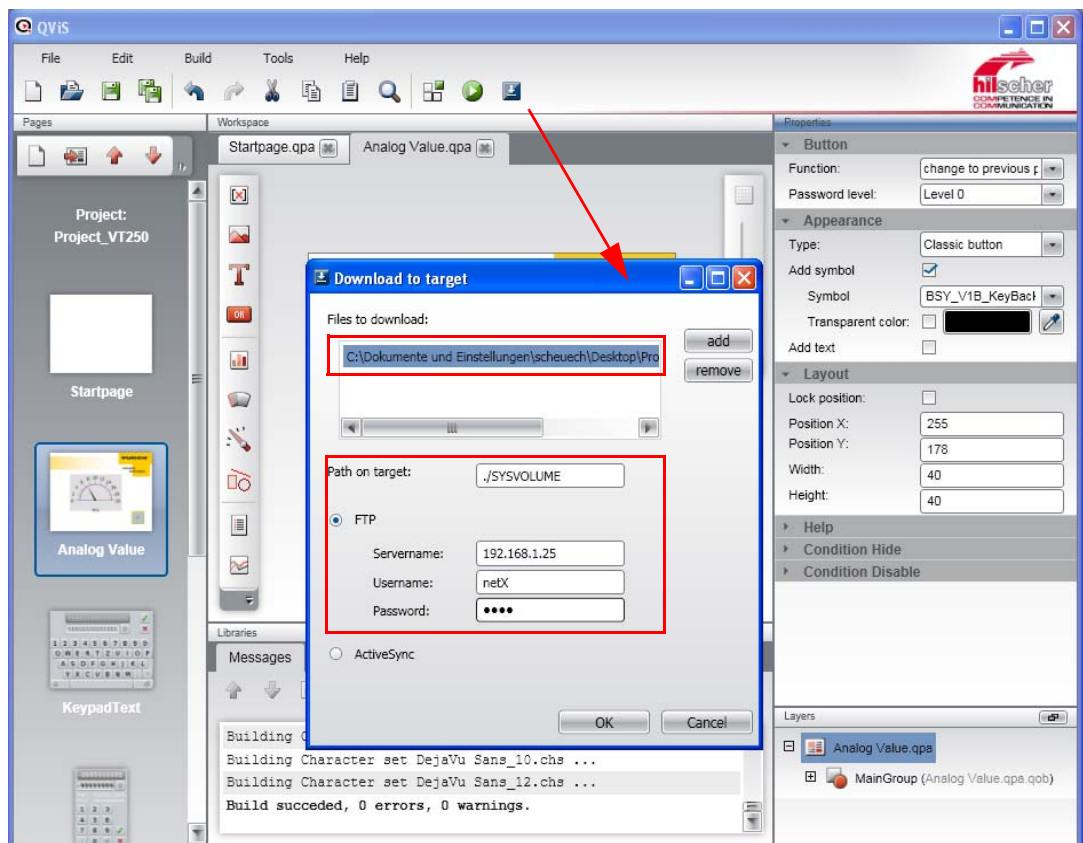 QViS
File Edit Build Tools Help
hilscher
COMPETENCE IN
COMMUNICATION
Pages
Project:
Project_VT250
Startpage
Analog Value
KeypadText
Workspace
Startpage.qpa
Analog Value.qpa
T
OK
Download to target
Files to download:
C:\Dokumente und Einstellungen\scheuech\Desktop\Pro
add
remove
Path on target: ./SYSVOLUME
FTP
Servername: 192.168.1.25
Username: netX
Password: ••••
ActiveSync
OK Cancel
Libraries
Messages
Building C
Building Character set DejaVu Sans_10.chs ...
Building Character set DejaVu Sans_12.chs ...
Build succeded, 0 errors, 0 warnings.
Properties
Button
Function: change to previous p
Password level: Level 0
Appearance
Type: Classic button
Add symbol
Symbol BSY_V1B_KeyBack
Transparent color:
Add text
Layout
Lock position:
Position X: 255
Position Y: 178
Width: 40
Height: 40
Help
Condition Hide
Condition Disable
Layers
Analog Value.qpa
MainGroup (Analog Value.qpa.qob)